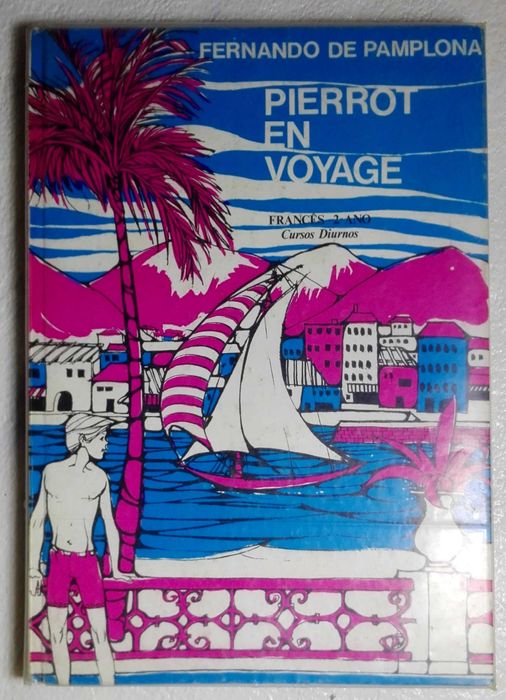 FERNANDO DE PAMPLONA
PIERROT
EN
VOYAGE
FRANCÊS 2·ANO
Cursos Diurnos